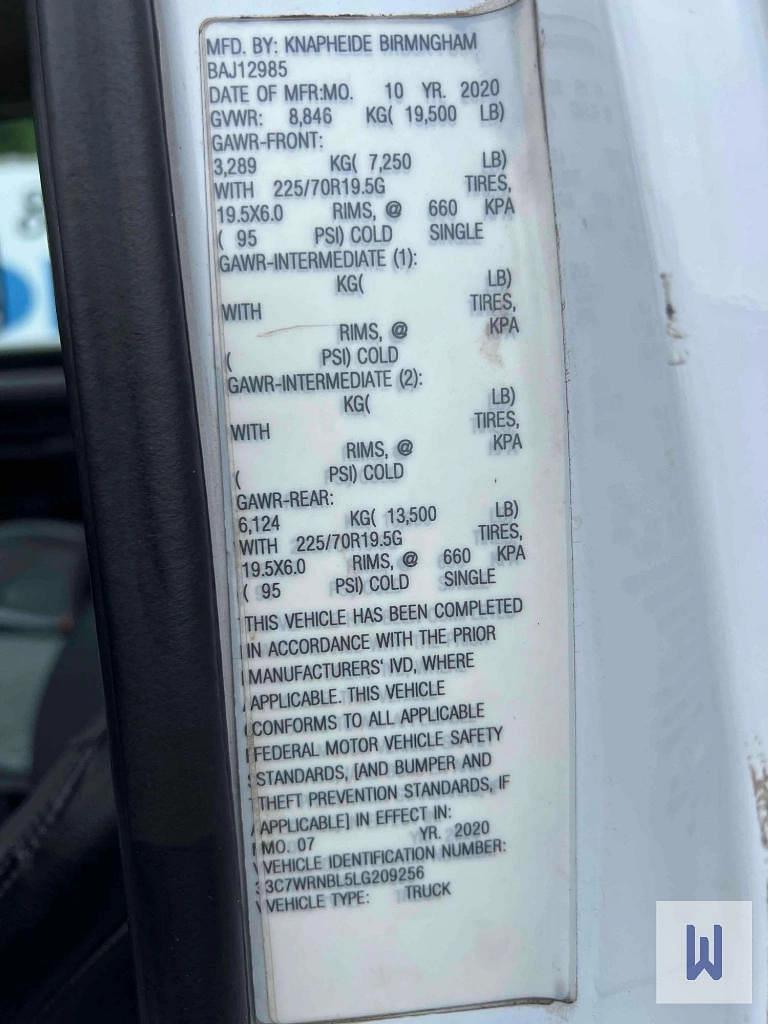 MFD. BY: KNAPHEIDE BIRMNGHAM
BAJ12985
DATE OF MFR:MO. 10 YR. 2020
GVWR: 8,846 KG( 19,500 LB)
GAWR-FRONT:
3,289 KG( 7,250 LB)
WITH 225/70R19.5G TIRES,
19.5X6.0 RIMS, @ 660 KPA
( 95 PSI) COLD SINGLE
GAWR-INTERMEDIATE (1):
KG( LB)
WITH TIRES,
RIMS, @ KPA
( PSI) COLD
GAWR-INTERMEDIATE (2):
KG( LB)
WITH TIRES,
RIMS, @ KPA
( PSI) COLD
GAWR-REAR:
6,124 KG( 13,500 LB)
WITH 225/70R19.5G TIRES,
19.5X6.0 RIMS, @ 660 KPA
( 95 PSI) COLD SINGLE
THIS VEHICLE HAS BEEN COMPLETED
IN ACCORDANCE WITH THE PRIOR
MANUFACTURERS' IVD, WHERE
APPLICABLE. THIS VEHICLE
CONFORMS TO ALL APPLICABLE
FEDERAL MOTOR VEHICLE SAFETY
STANDARDS, [AND BUMPER AND
THEFT PREVENTION STANDARDS, IF
APPLICABLE] IN EFFECT IN:
MO. 07 YR. 2020
VEHICLE IDENTIFICATION NUMBER:
3C7WRNBL5LG209256
VEHICLE TYPE: TRUCK
W